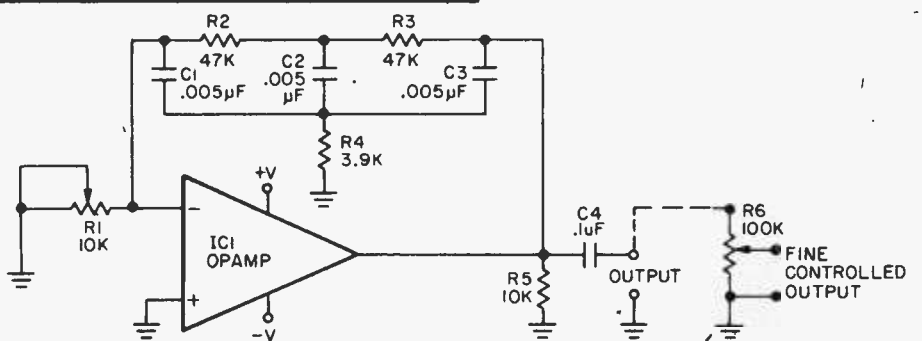 R2
47K
R3
47K
C1
.005µF
C2
.005
µF
C3
.005µF
R4
3.9K
+V
R1
10K
−
IC1
OPAMP
+
−V
C4
.1uF
R5
10K
OUTPUT
R6
100K
FINE
CONTROLLED
OUTPUT